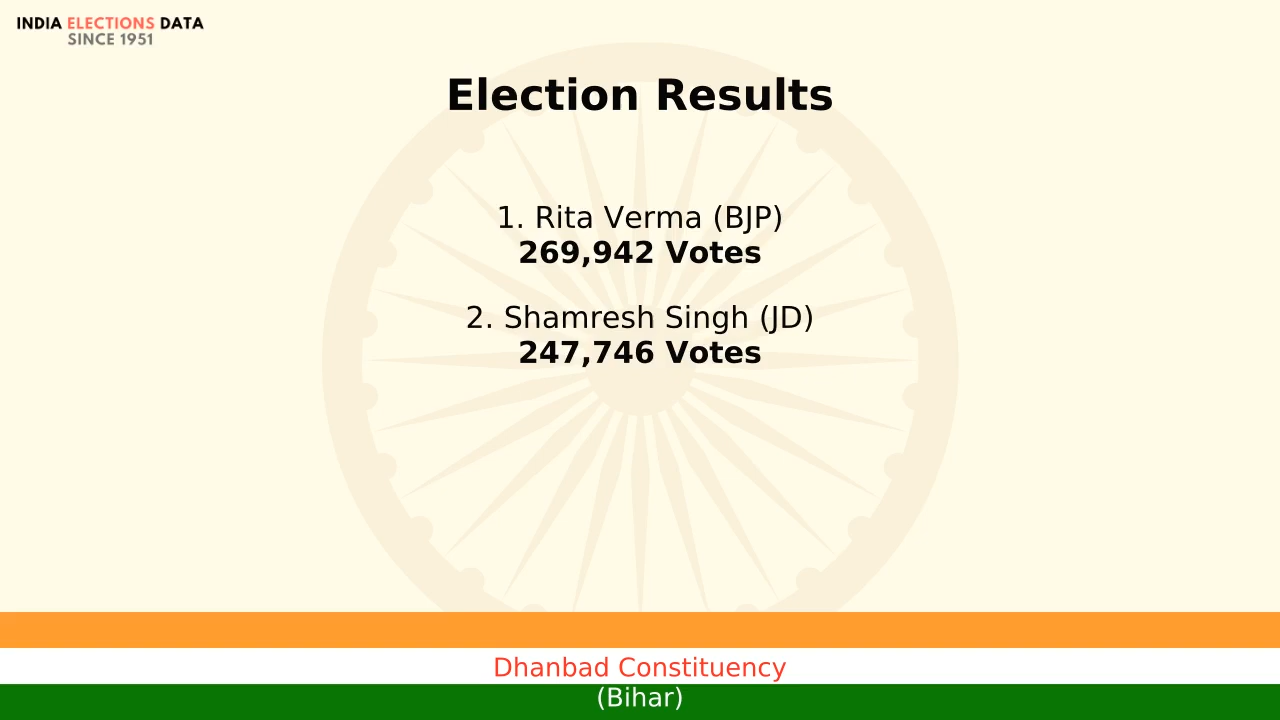 INDIA ELECTIONS DATA
SINCE 1951
Election Results
1. Rita Verma (BJP)
269,942 Votes
2. Shamresh Singh (JD)
247,746 Votes
Dhanbad Constituency
(Bihar)